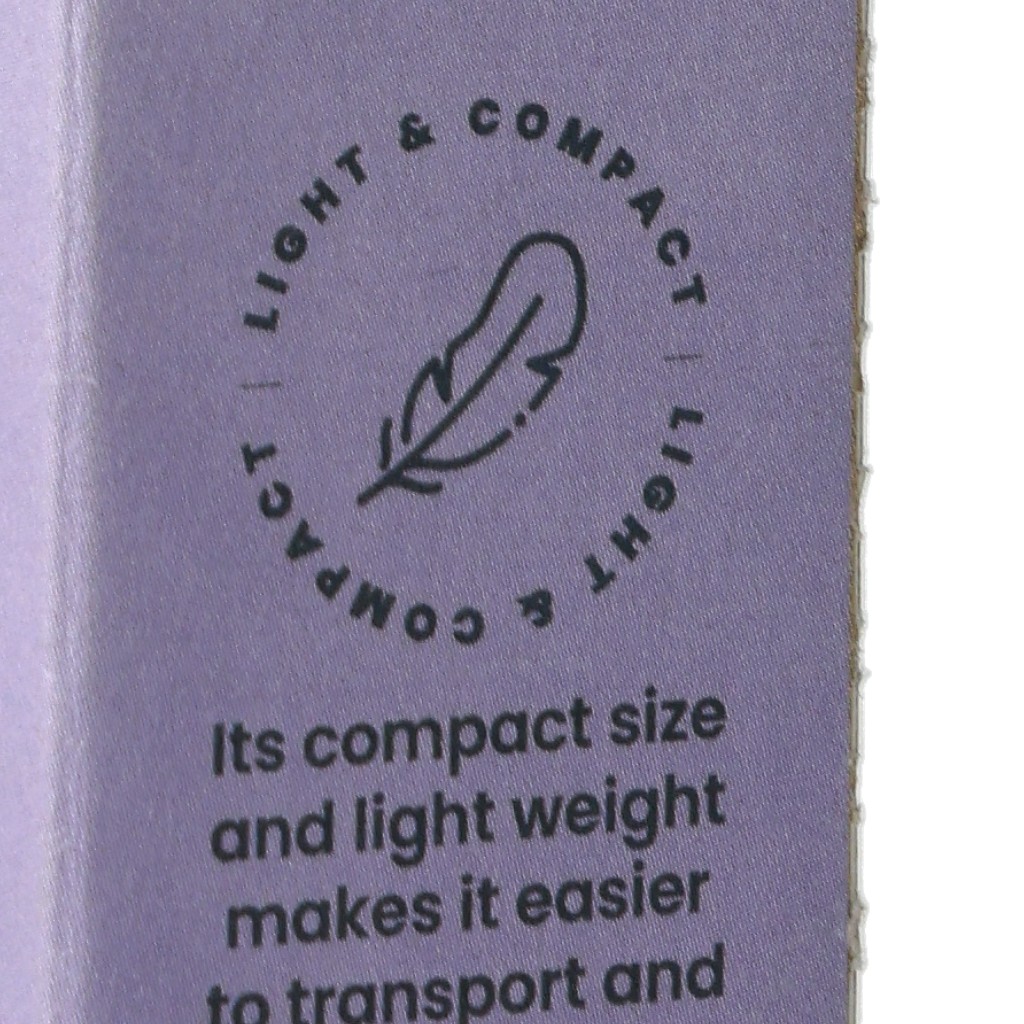 LIGHT & COMPACT | LIGHT & COMPACT |
Its compact size
and light weight
makes it easier
to transport and